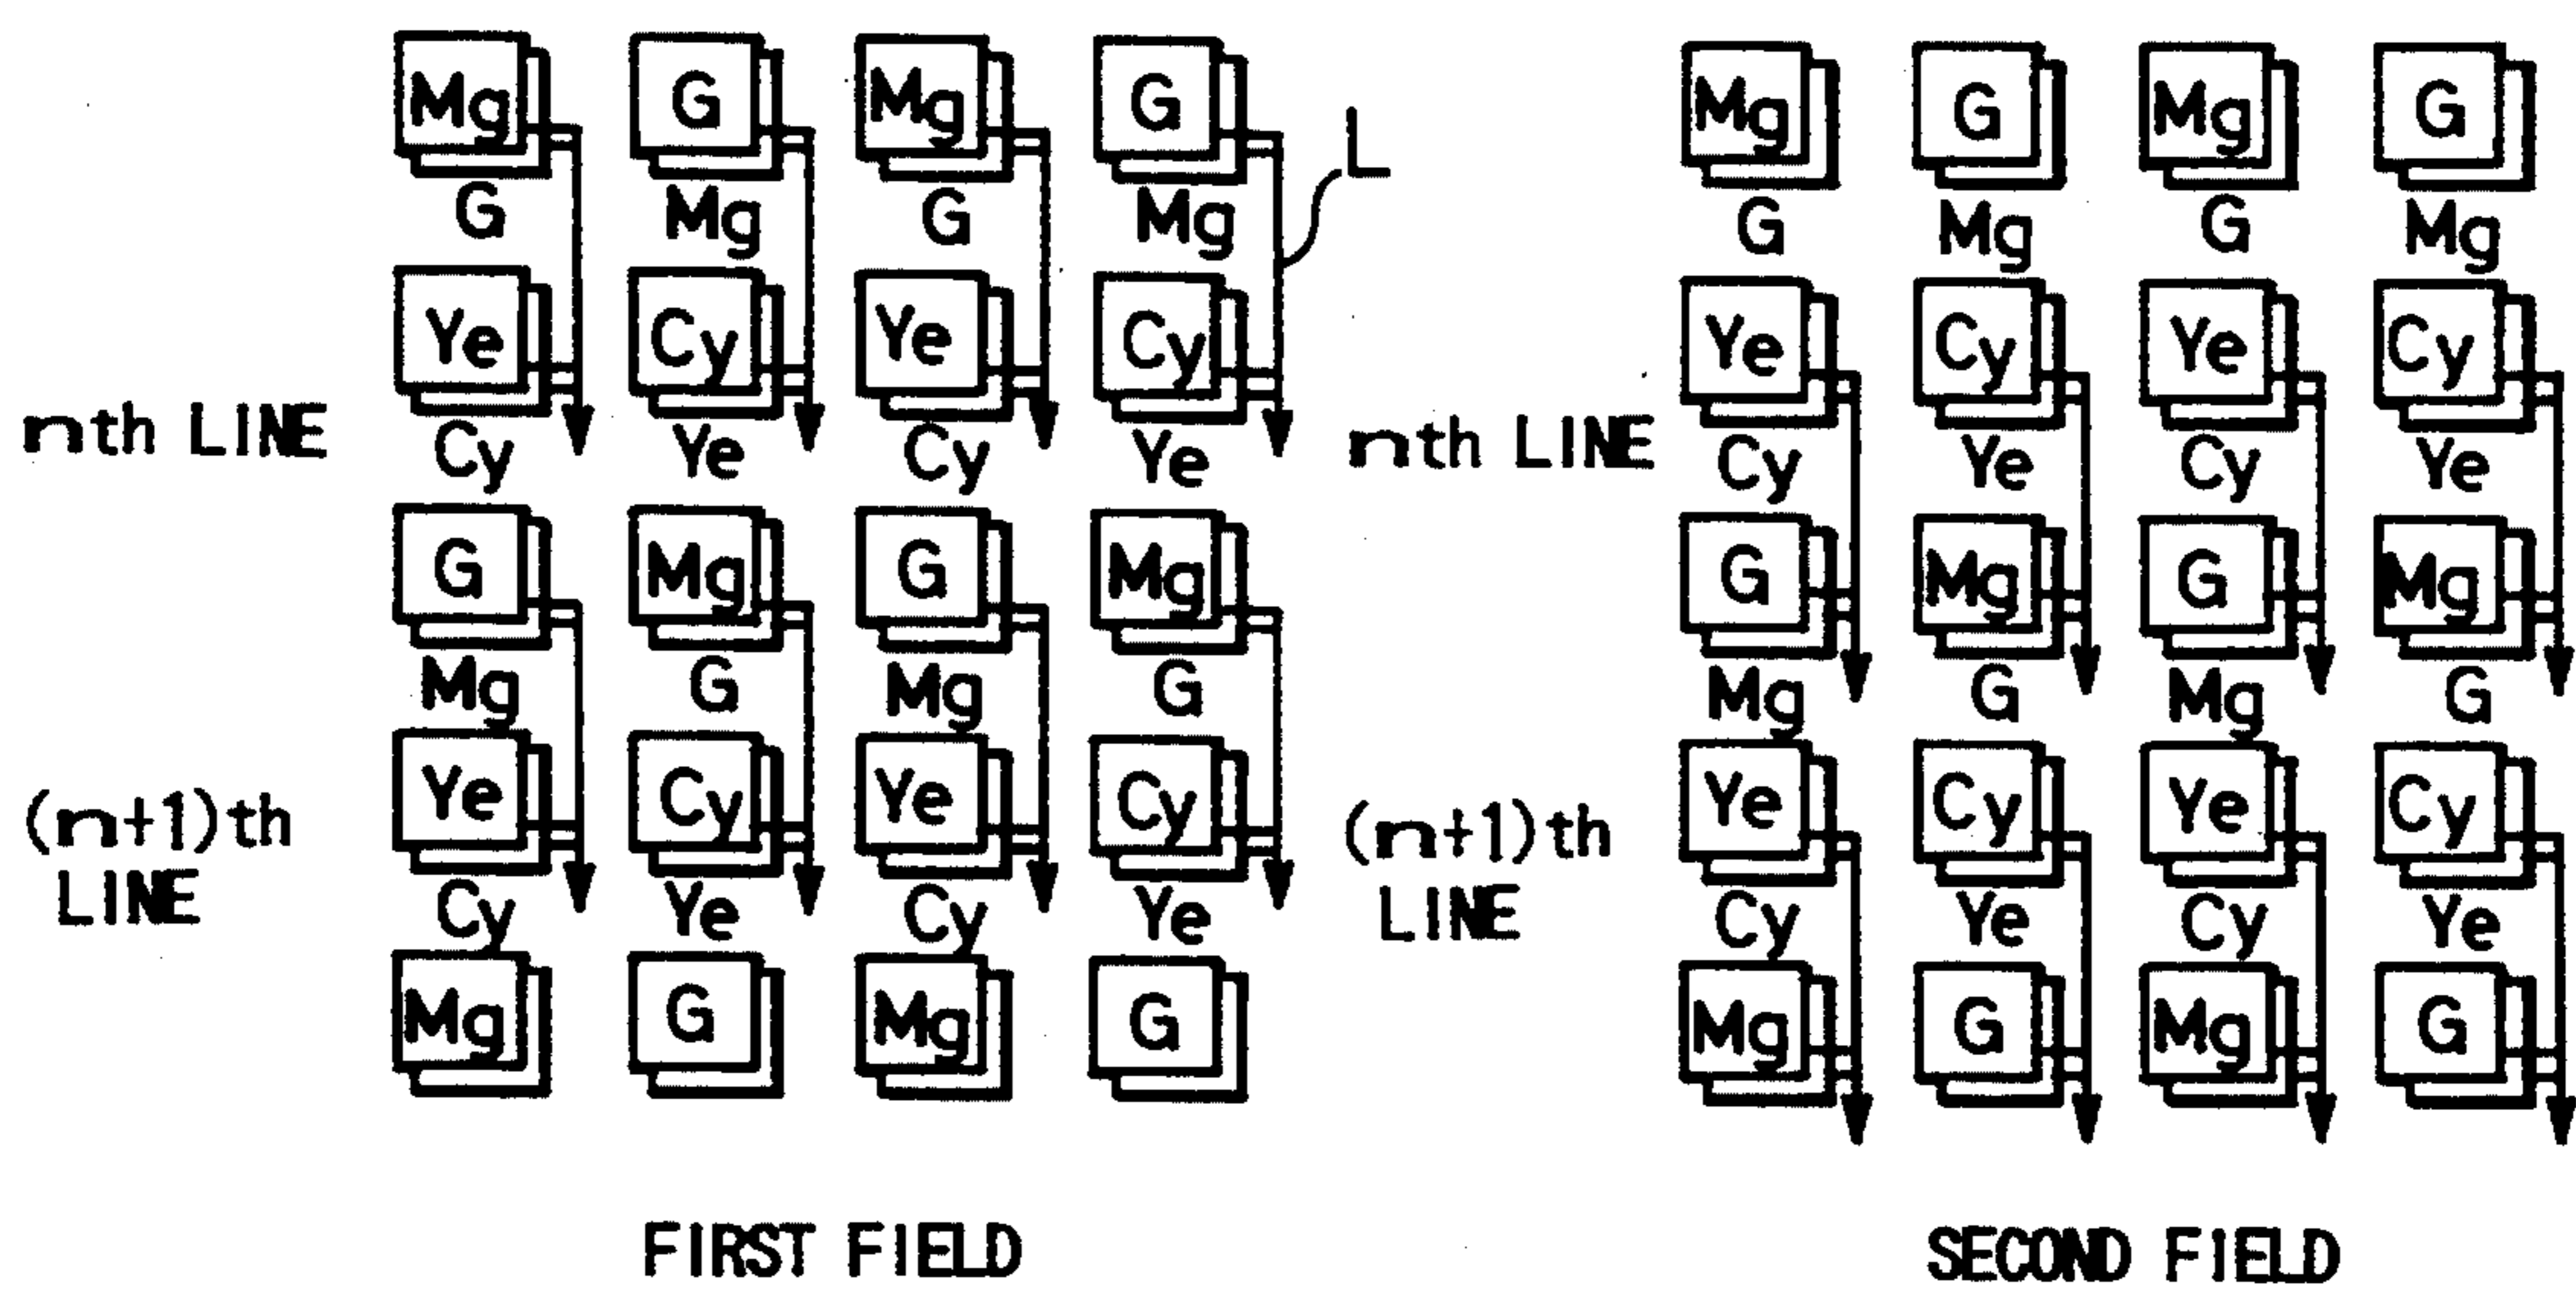 Mg G Mg G
G Mg G Mg
L
Ye Cy Ye Cy
nth LINE
Cy Ye Cy Ye
G Mg G Mg
Mg G Mg G
Ye Cy Ye Cy
(n+1)th
LINE
Cy Ye Cy Ye
Mg G Mg G
FIRST FIELD
Mg G Mg G
G Mg G Mg
Ye Cy Ye Cy
nth LINE
Cy Ye Cy Ye
G Mg G Mg
Mg G Mg G
Ye Cy Ye Cy
(n+1)th
LINE
Cy Ye Cy Ye
Mg G Mg G
SECOND FIELD